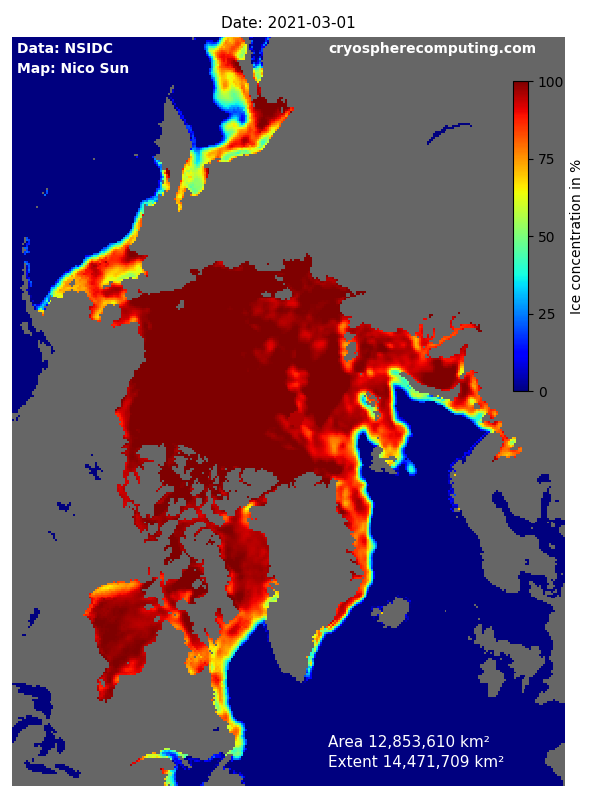 Date: 2021-03-01
Data: NSIDC
cryospherecomputing.com
Map: Nico Sun
100
75
50
25
0
Ice concentration in %
Area 12,853,610 km²
Extent 14,471,709 km²